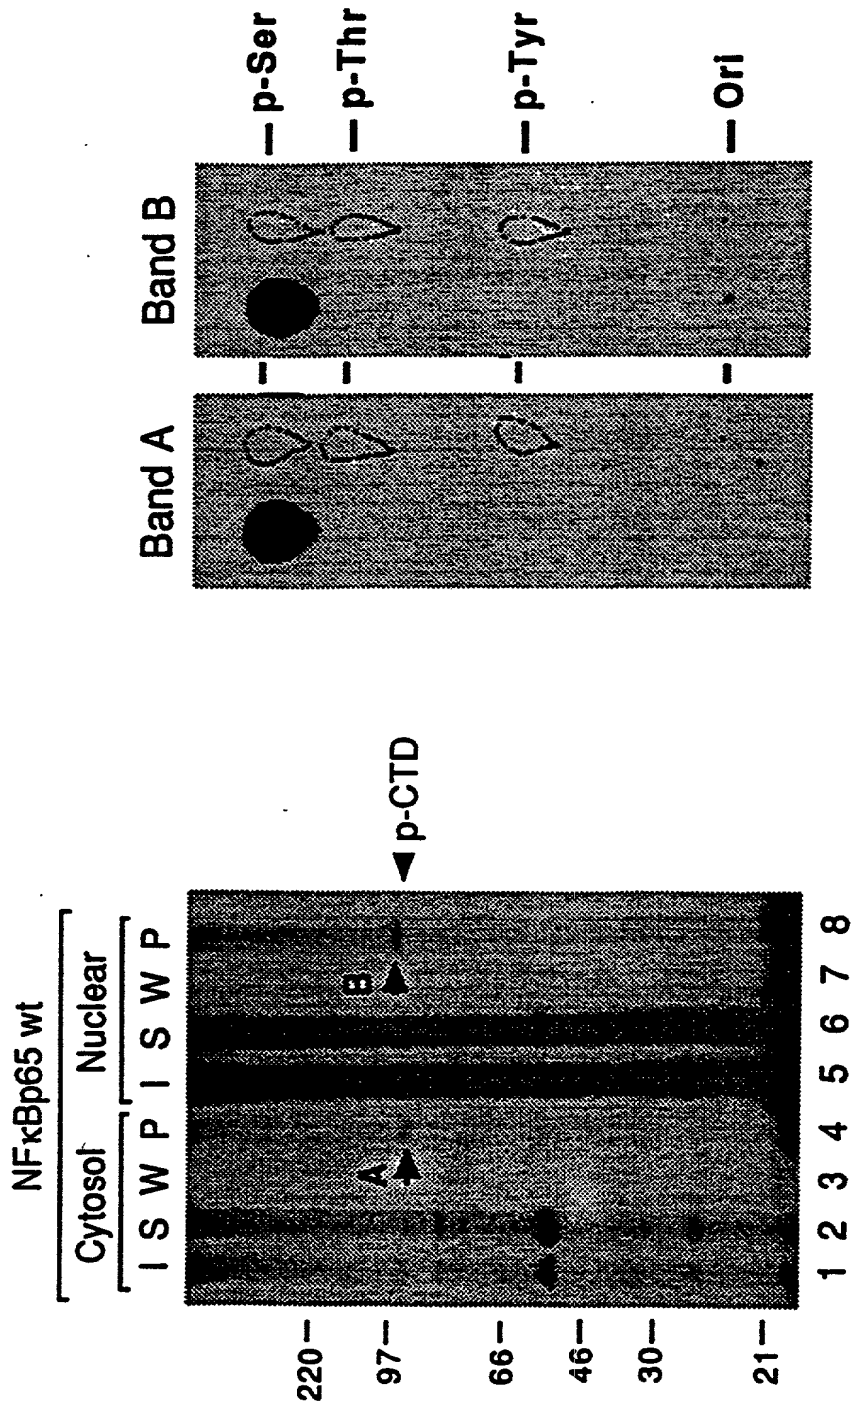 NFκBp65 wt
Cytosol Nuclear
I S W P I S W P
220
97
66
46
30
21
A
B
p-CTD
1 2 3 4 5 6 7 8
Band A Band B
p-Ser
p-Thr
p-Tyr
Ori